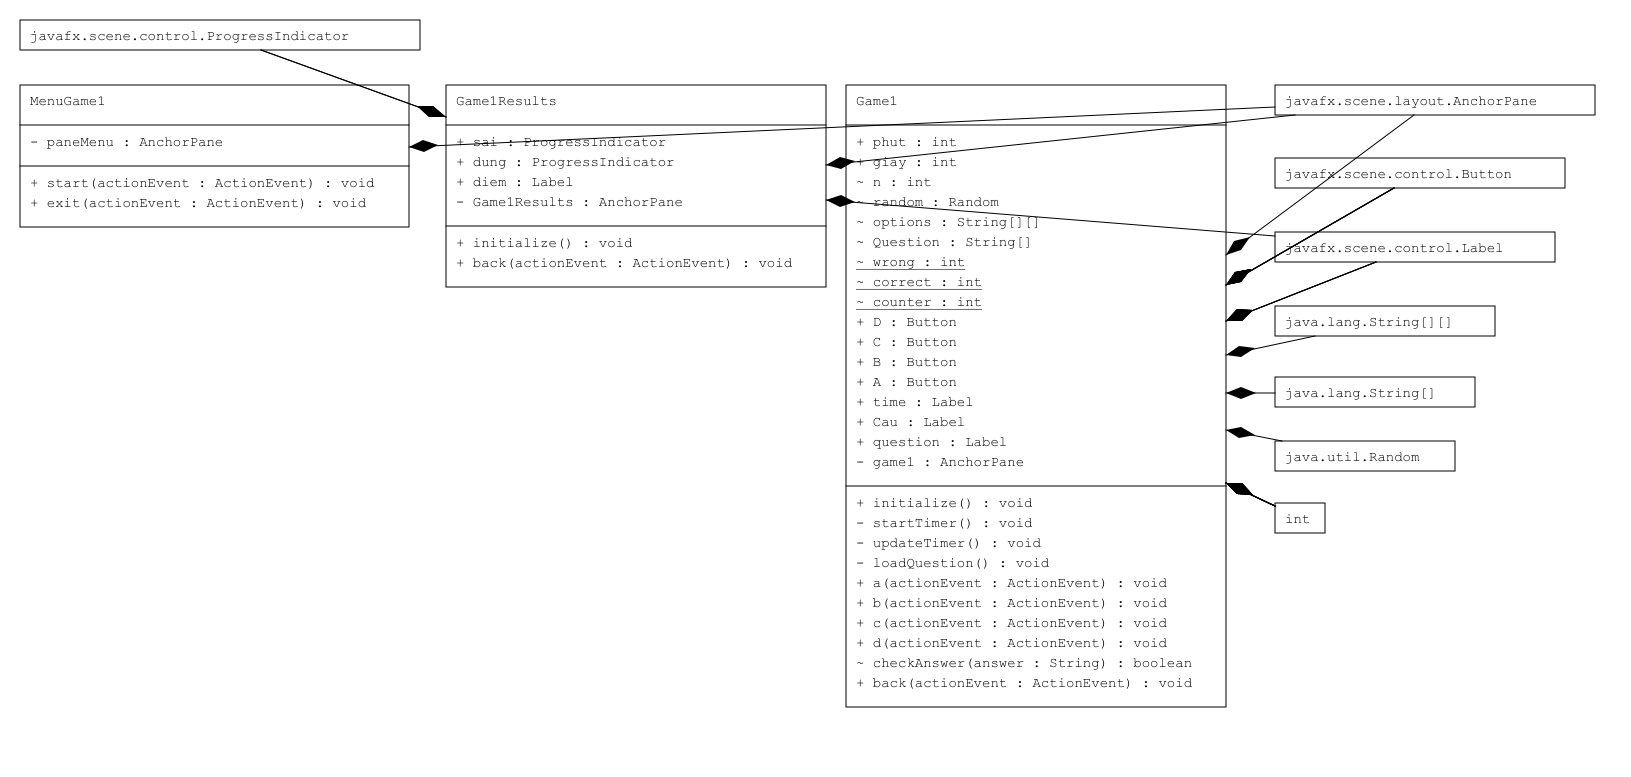 javafx.scene.control.ProgressIndicator
MenuGame1
- paneMenu : AnchorPane
+ start(actionEvent : ActionEvent) : void
+ exit(actionEvent : ActionEvent) : void
Game1Results
+ sai : ProgressIndicator
+ dung : ProgressIndicator
+ diem : Label
- Game1Results : AnchorPane
+ initialize() : void
+ back(actionEvent : ActionEvent) : void
Game1
+ phut : int
+ giay : int
~ n : int
~ random : Random
~ options : String[][]
~ Question : String[]
~ wrong : int
~ correct : int
~ counter : int
+ D : Button
+ C : Button
+ B : Button
+ A : Button
+ time : Label
+ Cau : Label
+ question : Label
- game1 : AnchorPane
+ initialize() : void
- startTimer() : void
- updateTimer() : void
- loadQuestion() : void
+ a(actionEvent : ActionEvent) : void
+ b(actionEvent : ActionEvent) : void
+ c(actionEvent : ActionEvent) : void
+ d(actionEvent : ActionEvent) : void
~ checkAnswer(answer : String) : boolean
+ back(actionEvent : ActionEvent) : void
javafx.scene.layout.AnchorPane
javafx.scene.control.Button
javafx.scene.control.Label
java.lang.String[][]
java.lang.String[]
java.util.Random
int